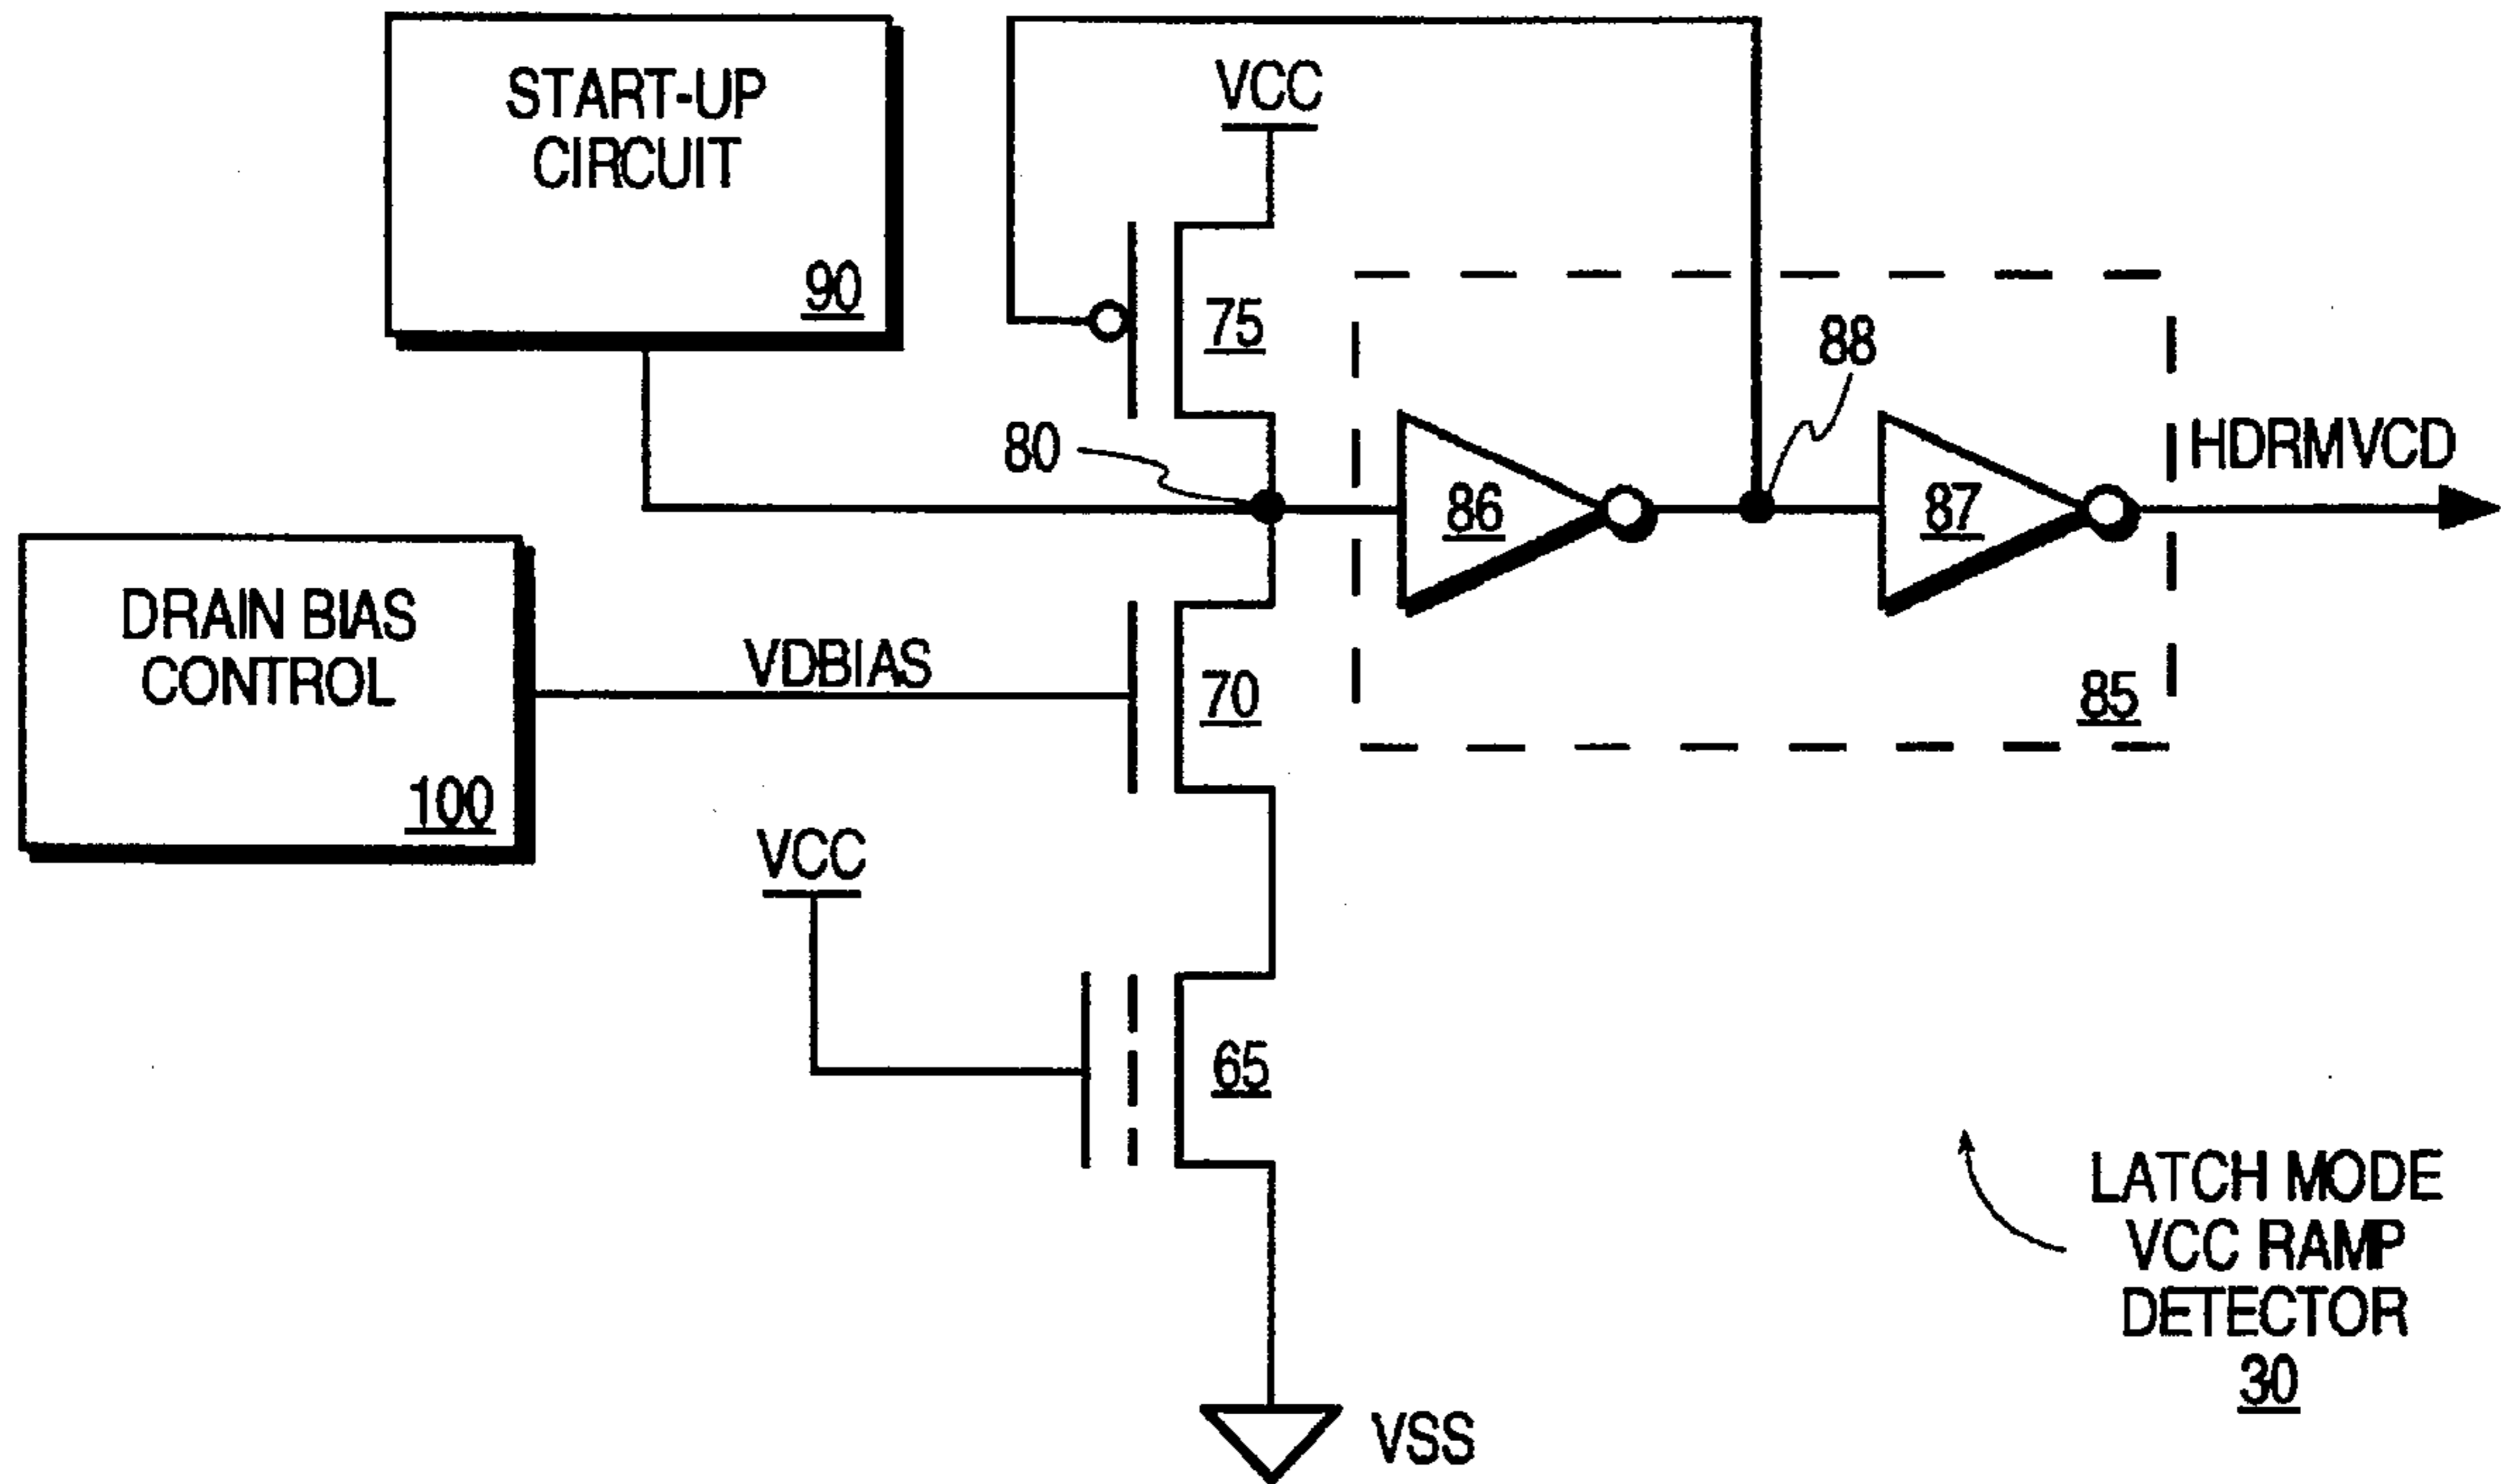 START-UP
CIRCUIT
90
VCC
75
80
86
88
87
HDRMVCD
85
DRAIN BIAS
CONTROL
100
VDBIAS
70
VCC
65
VSS
LATCH MODE
VCC RAMP
DETECTOR
30